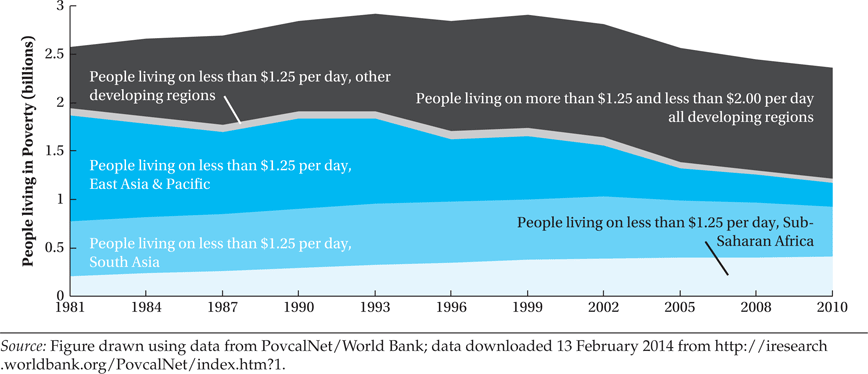 3
2.5
2
1.5
1
0.5
0
People living in Poverty (billions)
People living on less than $1.25 per day, other
developing regions
People living on more than $1.25 and less than $2.00 per day
all developing regions
People living on less than $1.25 per day,
East Asia & Pacific
People living on less than $1.25 per day, Sub-
Saharan Africa
People living on less than $1.25 per day,
South Asia
1981 1984 1987 1990 1993 1996 1999 2002 2005 2008 2010
Source: Figure drawn using data from PovcalNet/World Bank; data downloaded 13 February 2014 from http://iresearch
.worldbank.org/PovcalNet/index.htm?1.